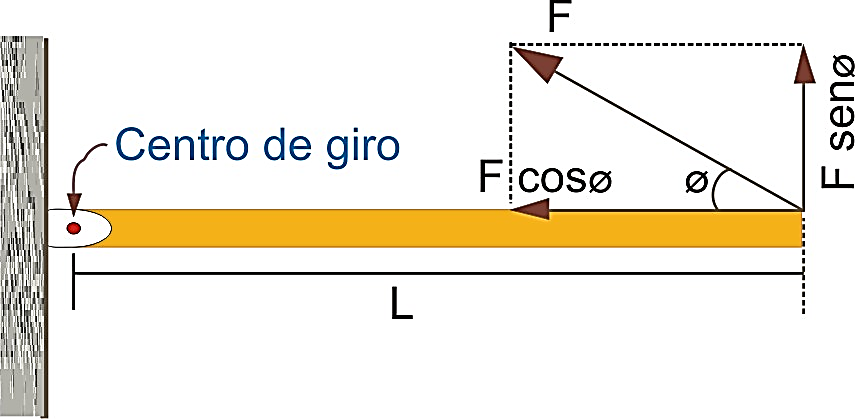 F
F senø
Centro de giro
F cosø
ø
L